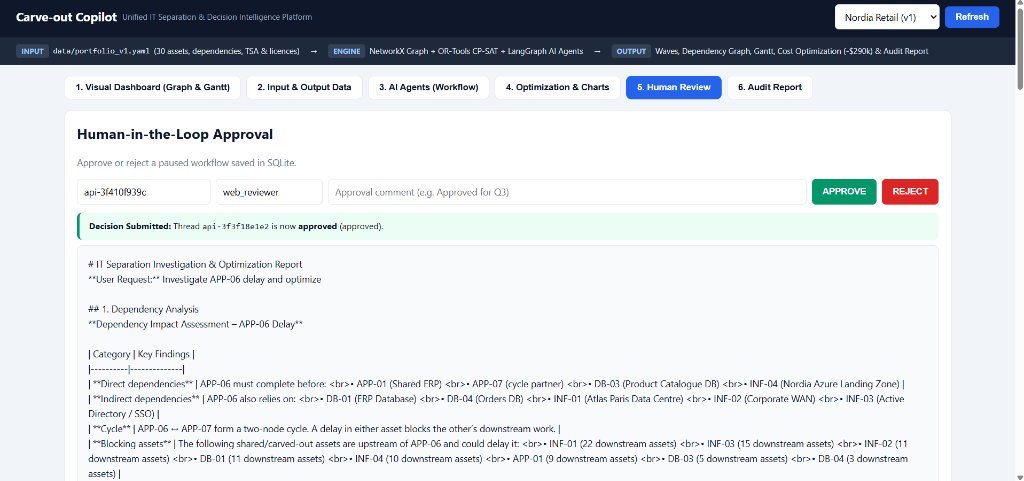 Carve-out Copilot Unified IT Separation & Decision Intelligence Platform Nordia Retail (v1) Refresh
INPUT data/portfolio_v1.yaml (30 assets, dependencies, TSA & licences) → ENGINE NetworkX Graph + OR-Tools CP-SAT + LangGraph AI Agents → OUTPUT Waves, Dependency Graph, Gantt, Cost Optimization (-$290k) & Audit Report
1. Visual Dashboard (Graph & Gantt) 2. Input & Output Data 3. AI Agents (Workflow) 4. Optimization & Charts 5. Human Review 6. Audit Report
Human-in-the-Loop Approval
Approve or reject a paused workflow saved in SQLite.
api-3f410f939c web_reviewer Approval comment (e.g. Approved for Q3) APPROVE REJECT
Decision Submitted: Thread api-3f3f18e1e2 is now approved (approved).
# IT Separation Investigation & Optimization Report
**User Request:** Investigate APP-06 delay and optimize
## 1. Dependency Analysis
**Dependency Impact Assessment – APP-06 Delay**
| Category | Key Findings |
|----------|--------------|
| **Direct dependencies** | APP-06 must complete before: <br>• APP-01 (Shared ERP) <br>• APP-07 (cycle partner) <br>• DB-03 (Product Catalogue DB) <br>• INF-04 (Nordia Azure Landing Zone) |
| **Indirect dependencies** | APP-06 also relies on: <br>• DB-01 (ERP Database) <br>• DB-04 (Orders DB) <br>• INF-01 (Atlas Paris Data Centre) <br>• INF-02 (Corporate WAN) <br>• INF-03 (Active
Directory / SSO) |
| **Cycle** | APP-06 ↔ APP-07 form a two-node cycle. A delay in either asset blocks the other's downstream work. |
| **Blocking assets** | The following shared/carved-out assets are upstream of APP-06 and could delay it: <br>• INF-01 (22 downstream assets) <br>• INF-03 (15 downstream assets) <br>• INF-02 (11
downstream assets) <br>• DB-01 (11 downstream assets) <br>• INF-04 (10 downstream assets) <br>• APP-01 (9 downstream assets) <br>• DB-03 (5 downstream assets) <br>• DB-04 (3 downstream
assets) |